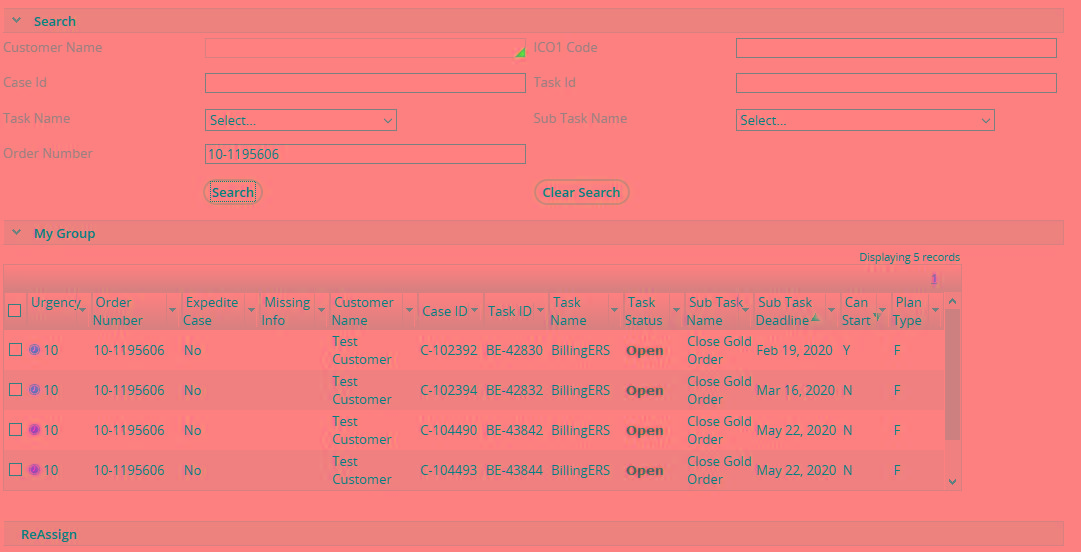 Search
Customer Name ICO1 Code
Case Id Task Id
Task Name Select... Sub Task Name Select...
Order Number 10-1195606
Search Clear Search
My Group
Displaying 5 records
1
Urgency Order Number Expedite Case Missing Info Customer Name Case ID Task ID Task Name Task Status Sub Task Name Sub Task Deadline Can Start Plan Type
10 10-1195606 No Test Customer C-102392 BE-42830 BillingERS Open Close Gold Order Feb 19, 2020 Y F
10 10-1195606 No Test Customer C-102394 BE-42832 BillingERS Open Close Gold Order Mar 16, 2020 N F
10 10-1195606 No Test Customer C-104490 BE-43842 BillingERS Open Close Gold Order May 22, 2020 N F
10 10-1195606 No Test Customer C-104493 BE-43844 BillingERS Open Close Gold Order May 22, 2020 N F
ReAssign